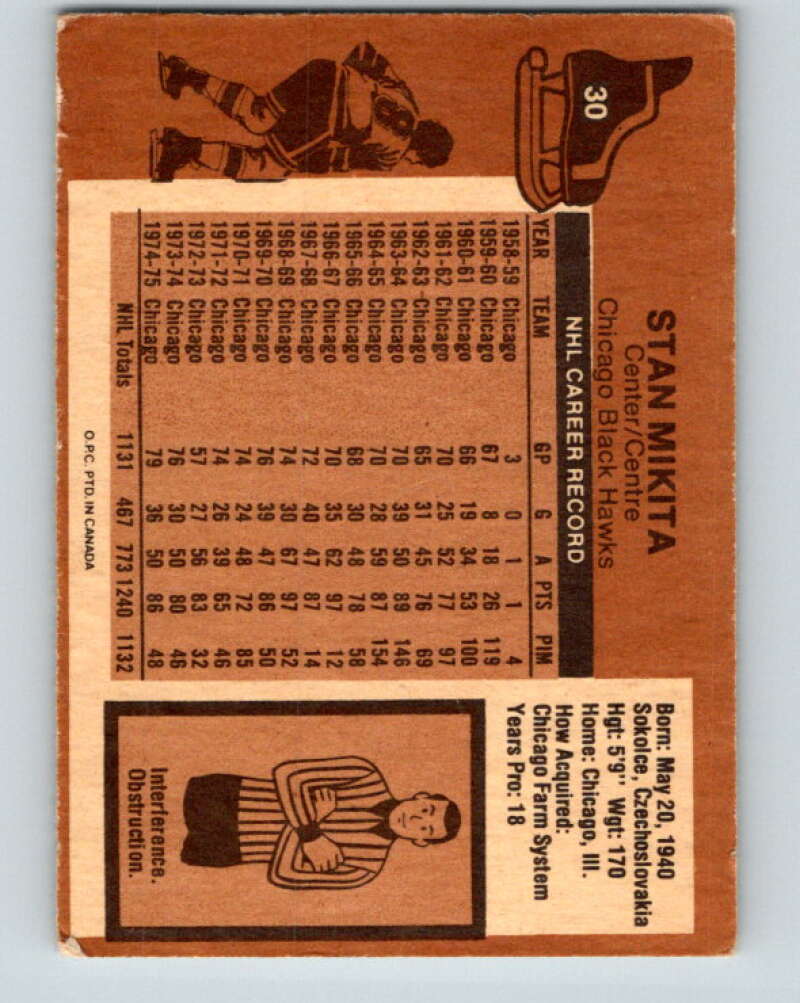 30
STAN MIKITA
Center/Centre
Chicago Black Hawks
NHL CAREER RECORD
YEAR TEAM GP G A PTS PIM
1958-59 Chicago 3 0 1 1 4
1959-60 Chicago 67 8 18 26 119
1960-61 Chicago 66 19 34 53 100
1961-62 Chicago 70 25 52 77 97
1962-63 Chicago 65 31 45 76 69
1963-64 Chicago 70 39 50 89 146
1964-65 Chicago 70 28 59 87 154
1965-66 Chicago 68 30 48 78 58
1966-67 Chicago 70 35 62 97 12
1967-68 Chicago 72 40 47 87 14
1968-69 Chicago 74 30 67 97 52
1969-70 Chicago 76 39 47 86 50
1970-71 Chicago 74 24 48 72 85
1971-72 Chicago 74 26 39 65 46
1972-73 Chicago 57 27 56 83 32
1973-74 Chicago 76 30 50 80 46
1974-75 Chicago 79 36 50 86 48
NHL Totals 1131 467 773 1240 1132
O.P.C. PTD. IN CANADA
Born: May 20, 1940
Sokolce, Czechoslovakia
Hgt: 5'9" Wgt: 170
Home: Chicago, Ill.
How Acquired:
Chicago Farm System
Years Pro: 18
Interference.
Obstruction.